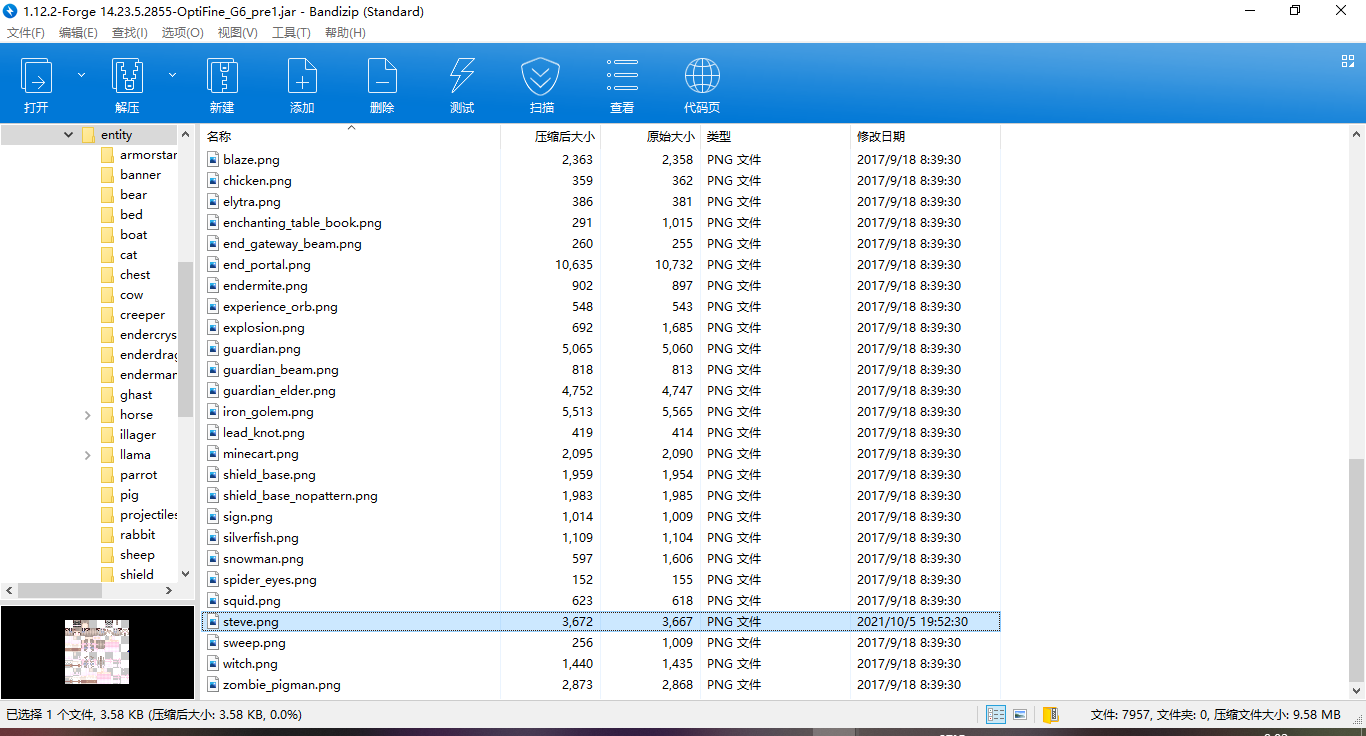 1.12.2-Forge 14.23.5.2855-OptiFine_G6_pre1.jar - Bandizip (Standard)
文件(F) 编辑(E) 查找(I) 选项(O) 视图(V) 工具(T) 帮助(H)
打开 解压 新建 添加 删除 测试 扫描 查看 代码页
entity
armorstan
banner
bear
bed
boat
cat
chest
cow
creeper
endercrys
enderdrag
enderman
ghast
horse
illager
llama
parrot
pig
projectiles
rabbit
sheep
shield
名称 压缩后大小 原始大小 类型 修改日期
blaze.png 2,363 2,358 PNG 文件 2017/9/18 8:39:30
chicken.png 359 362 PNG 文件 2017/9/18 8:39:30
elytra.png 386 381 PNG 文件 2017/9/18 8:39:30
enchanting_table_book.png 291 1,015 PNG 文件 2017/9/18 8:39:30
end_gateway_beam.png 260 255 PNG 文件 2017/9/18 8:39:30
end_portal.png 10,635 10,732 PNG 文件 2017/9/18 8:39:30
endermite.png 902 897 PNG 文件 2017/9/18 8:39:30
experience_orb.png 548 543 PNG 文件 2017/9/18 8:39:30
explosion.png 692 1,685 PNG 文件 2017/9/18 8:39:30
guardian.png 5,065 5,060 PNG 文件 2017/9/18 8:39:30
guardian_beam.png 818 813 PNG 文件 2017/9/18 8:39:30
guardian_elder.png 4,752 4,747 PNG 文件 2017/9/18 8:39:30
iron_golem.png 5,513 5,565 PNG 文件 2017/9/18 8:39:30
lead_knot.png 419 414 PNG 文件 2017/9/18 8:39:30
minecart.png 2,095 2,090 PNG 文件 2017/9/18 8:39:30
shield_base.png 1,959 1,954 PNG 文件 2017/9/18 8:39:30
shield_base_nopattern.png 1,983 1,985 PNG 文件 2017/9/18 8:39:30
sign.png 1,014 1,009 PNG 文件 2017/9/18 8:39:30
silverfish.png 1,109 1,104 PNG 文件 2017/9/18 8:39:30
snowman.png 597 1,606 PNG 文件 2017/9/18 8:39:30
spider_eyes.png 152 155 PNG 文件 2017/9/18 8:39:30
squid.png 623 618 PNG 文件 2017/9/18 8:39:30
steve.png 3,672 3,667 PNG 文件 2021/10/5 19:52:30
sweep.png 256 1,009 PNG 文件 2017/9/18 8:39:30
witch.png 1,440 1,435 PNG 文件 2017/9/18 8:39:30
zombie_pigman.png 2,873 2,868 PNG 文件 2017/9/18 8:39:30
已选择 1 个文件, 3.58 KB (压缩后大小: 3.58 KB, 0.0%) 文件: 7957, 文件夹: 0, 压缩文件大小: 9.58 MB